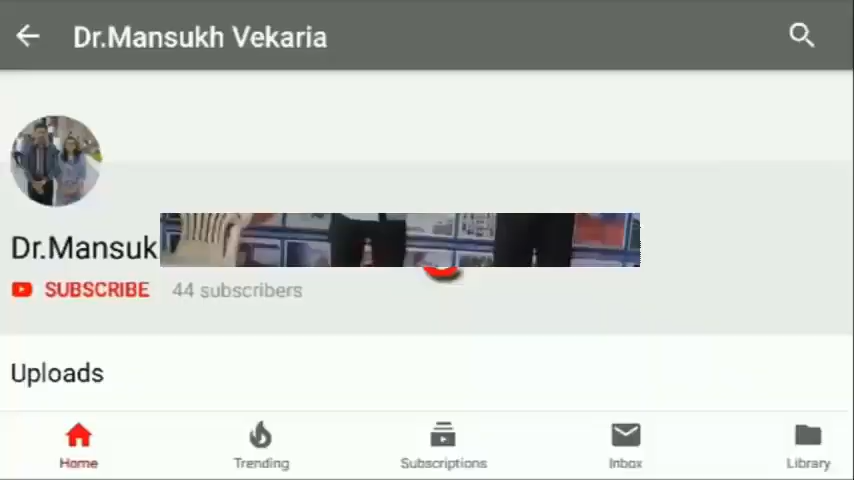 Dr.Mansukh Vekaria
Dr.Mansuk
SUBSCRIBE 44 subscribers
Uploads
Home Trending Subscriptions Inbox Library